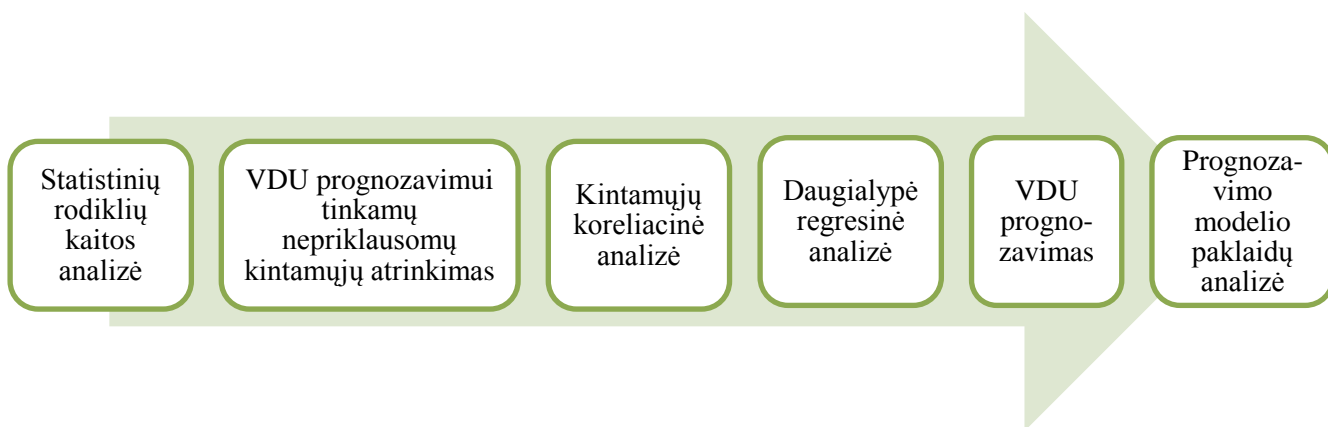 Statistinių
rodiklių
kaitos
analizė
VDU prognozavimui
tinkamų
nepriklausomų
kintamųjų atrinkimas
Kintamųjų
koreliacinė
analizė
Daugialypė
regresinė
analizė
VDU
progno-
zavimas
Prognoza-
vimo
modelio
paklaidų
analizė